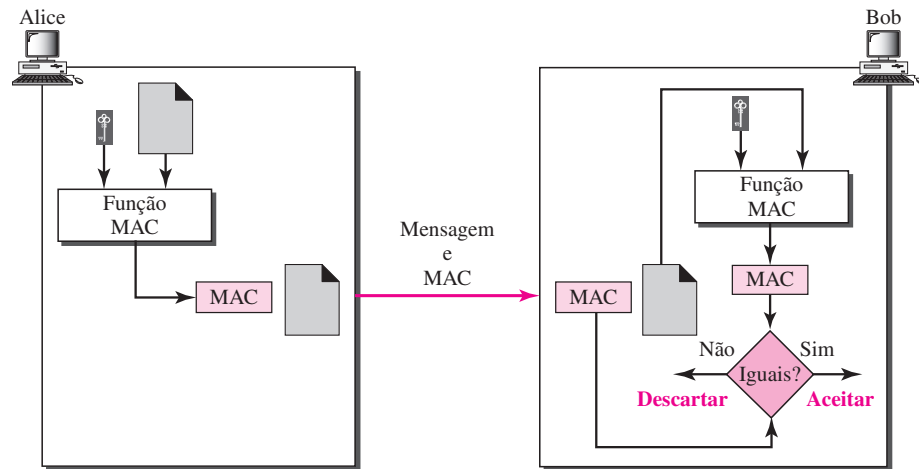 Alice
Bob
Função
MAC
MAC
Mensagem
e
MAC
MAC
Função
MAC
MAC
Não
Sim
Iguais?
Descartar
Aceitar